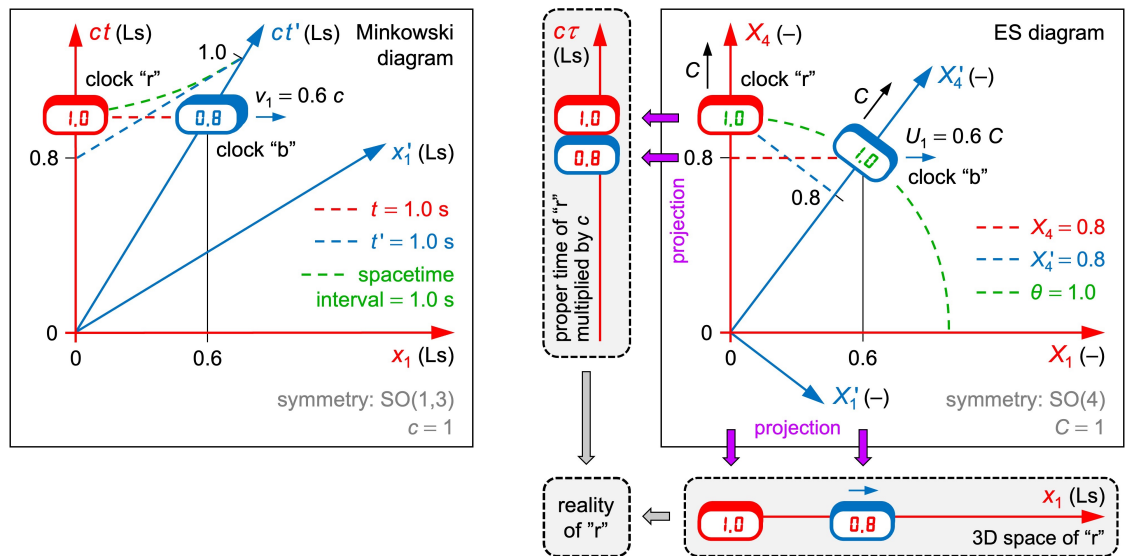 ct (Ls)
ct' (Ls)
Minkowski
diagram
1.0
clock "r"
1.0
0.8
v₁ = 0.6 c
clock "b"
0.8
x₁' (Ls)
t = 1.0 s
t' = 1.0 s
spacetime
interval = 1.0 s
0
0
0.6
x₁ (Ls)
symmetry: SO(1,3)
c = 1
cτ
(Ls)
1.0
0.8
proper time of "r"
multiplied by c
projection
X₄ (–)
ES diagram
C
clock "r"
1.0
C
X₄' (–)
1.0
U₁ = 0.6 C
clock "b"
0.8
0.8
X₄ = 0.8
X₄' = 0.8
θ = 1.0
0
0
0.6
X₁ (–)
X₁' (–)
symmetry: SO(4)
C = 1
projection
reality
of "r"
1.0
0.8
x₁ (Ls)
3D space of "r"